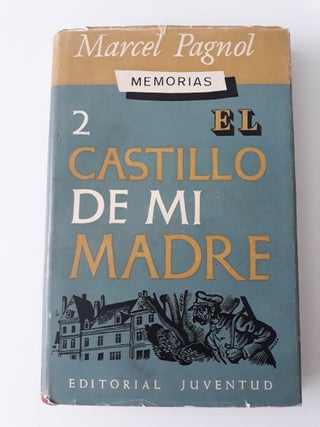 Marcel Pagnol
MEMORIAS
2 EL
CASTILLO
DE MI
MADRE
EDITORIAL JUVENTUD